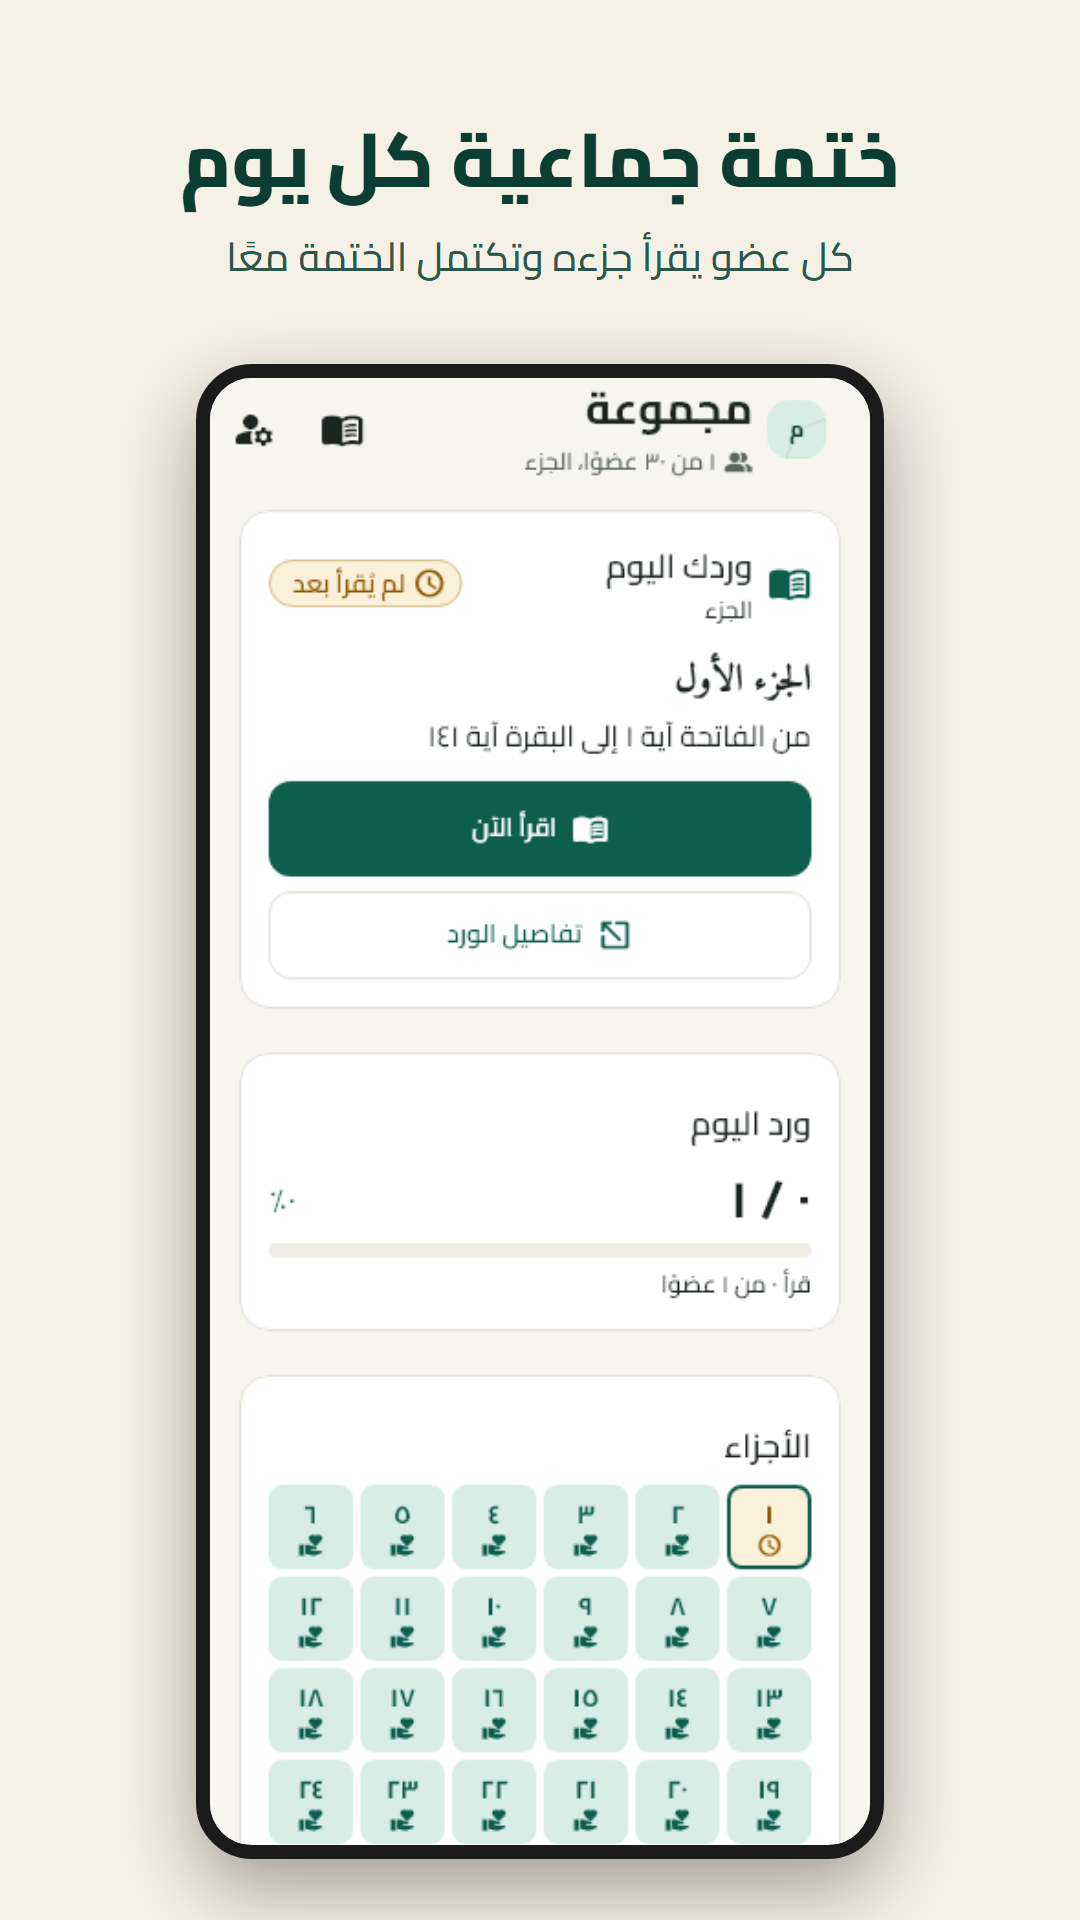 ختمة جماعية كل يوم
كل عضو يقرأ جزءه وتكتمل الختمة معًا
م
مجموعة
١ من ٣٠ عضوًا، الجزء
وردك اليوم
لم يُقرأ بعد
الجزء
الجزء الأول
من الفاتحة آية ١ إلى البقرة آية ١٤١
اقرأ الآن
تفاصيل الورد
ورد اليوم
٠ / ١
٠٪
قرأ ٠ من ١ عضوًا
الأجزاء
١ ٢ ٣ ٤ ٥ ٦
٧ ٨ ٩ ١٠ ١١ ١٢
١٣ ١٤ ١٥ ١٦ ١٧ ١٨
١٩ ٢٠ ٢١ ٢٢ ٢٣ ٢٤